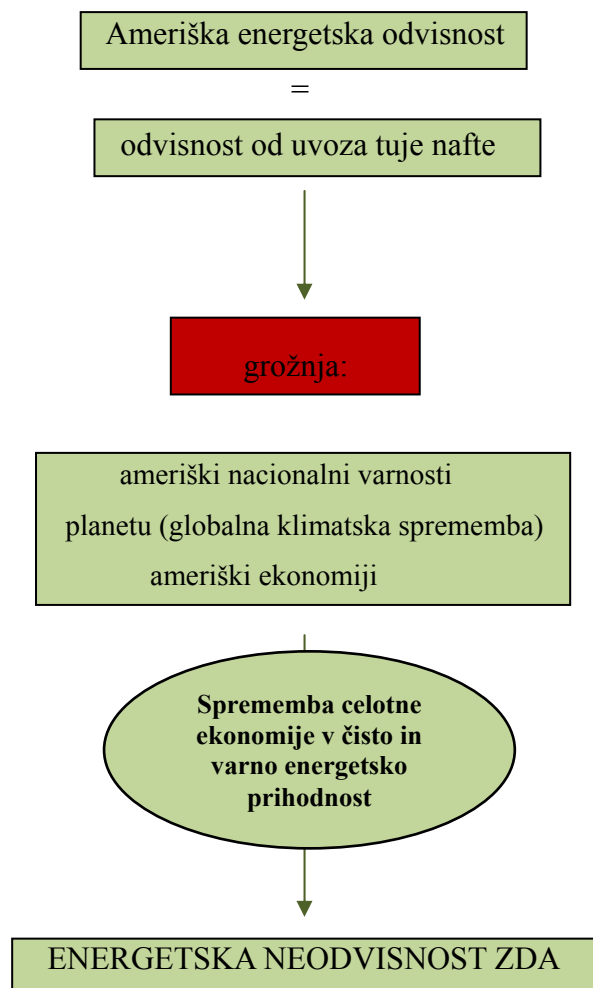 Ameriška energetska odvisnost
=
odvisnost od uvoza tuje nafte
grožnja:
ameriški nacionalni varnosti
planetu (globalna klimatska sprememba)
ameriški ekonomiji
Sprememba celotne
ekonomije v čisto in
varno energetsko
prihodnost
ENERGETSKA NEODVISNOST ZDA